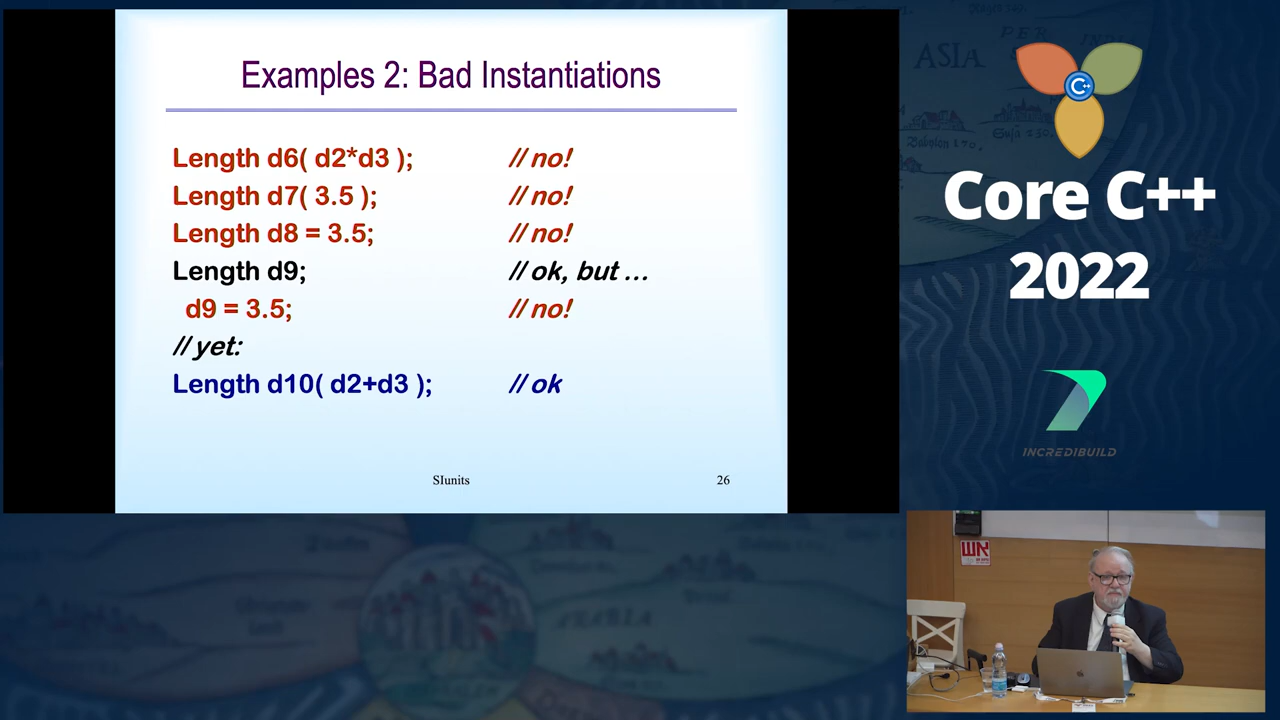 Examples 2: Bad Instantiations
Length d6( d2*d3 ); // no!
Length d7( 3.5 ); // no!
Length d8 = 3.5; // no!
Length d9; // ok, but …
d9 = 3.5; // no!
// yet:
Length d10( d2+d3 ); // ok
SIunits 26
ASIA
C++
Core C++
2022
INCREDIBUILD
ARABIA